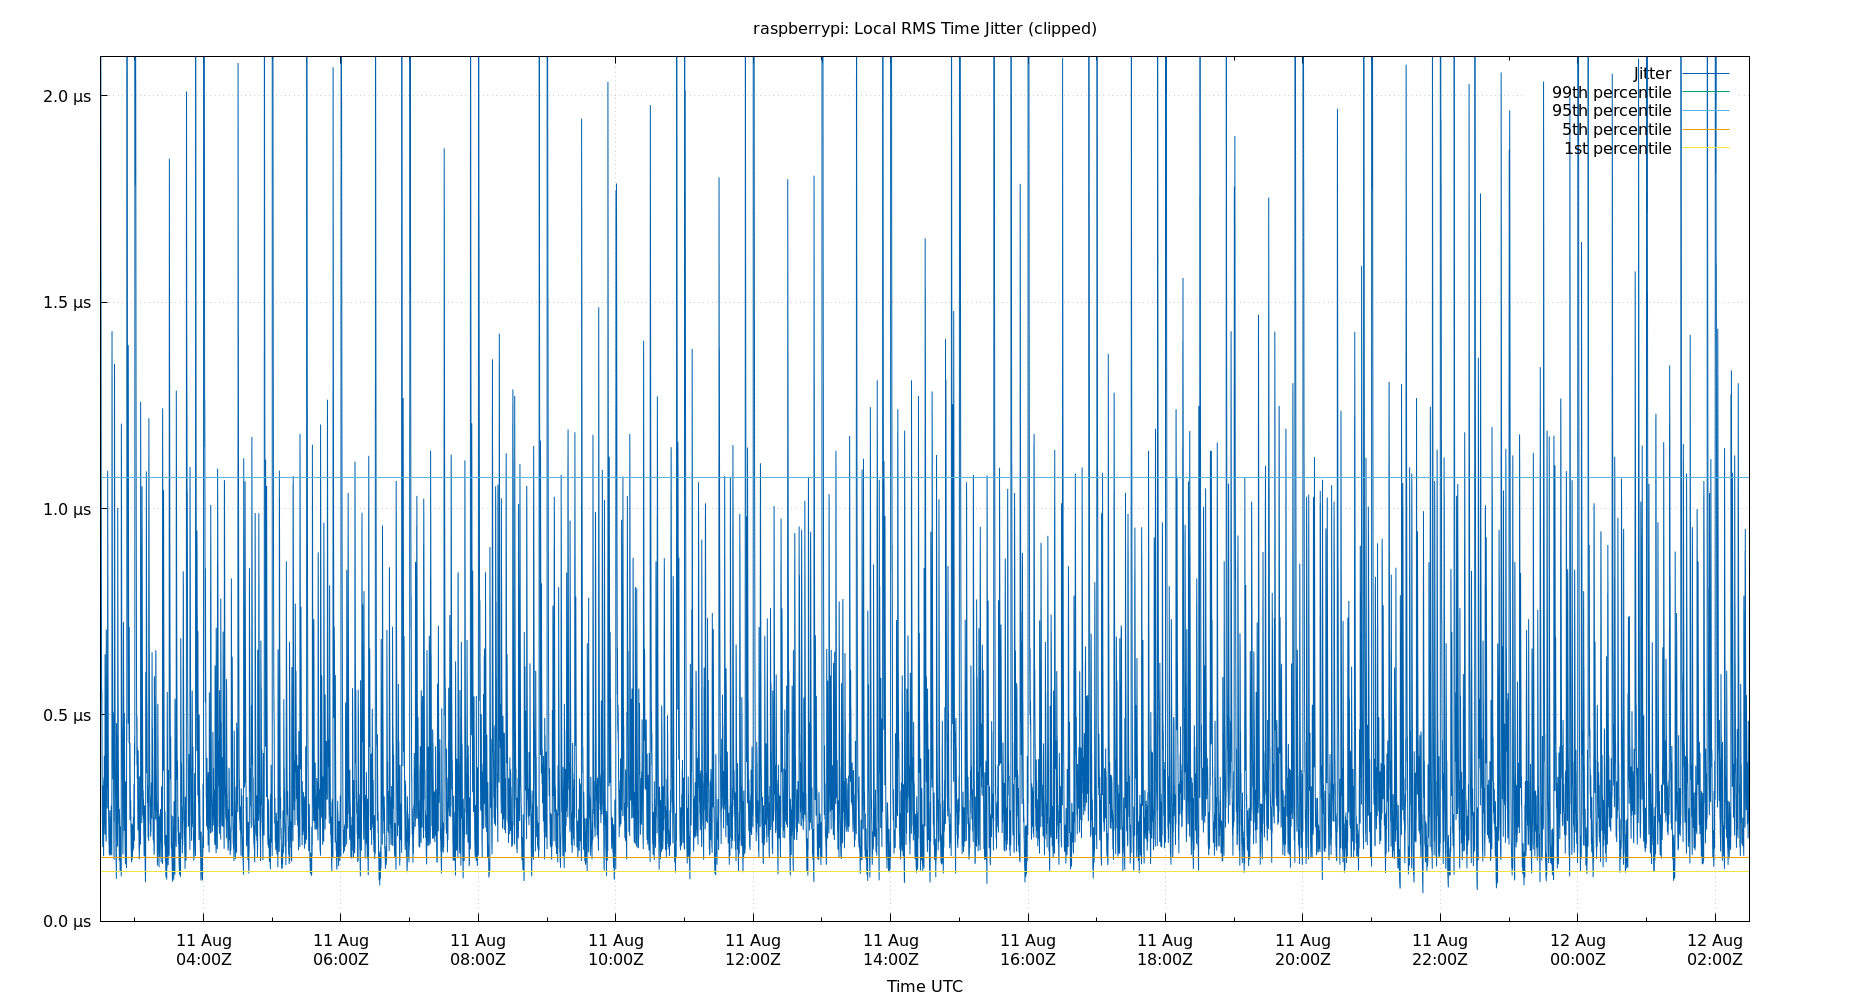 raspberrypi: Local RMS Time Jitter (clipped)
Jitter
99th percentile
95th percentile
5th percentile
1st percentile
2.0 µs
1.5 µs
1.0 µs
0.5 µs
0.0 µs
11 Aug 11 Aug 11 Aug 11 Aug 11 Aug 11 Aug 11 Aug 11 Aug 11 Aug 11 Aug 12 Aug 12 Aug
04:00Z 06:00Z 08:00Z 10:00Z 12:00Z 14:00Z 16:00Z 18:00Z 20:00Z 22:00Z 00:00Z 02:00Z
Time UTC